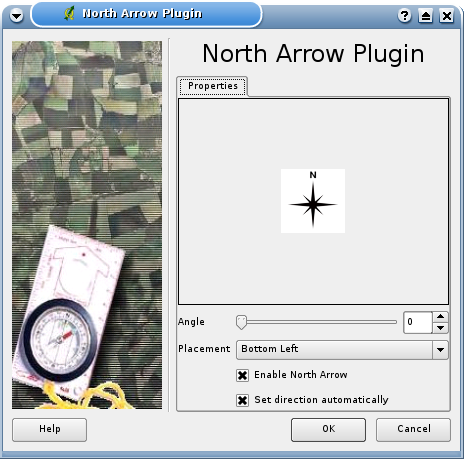 North Arrow Plugin
North Arrow Plugin
Properties
N
Angle
0
Placement
Bottom Left
Enable North Arrow
Set direction automatically
Help
OK
Cancel